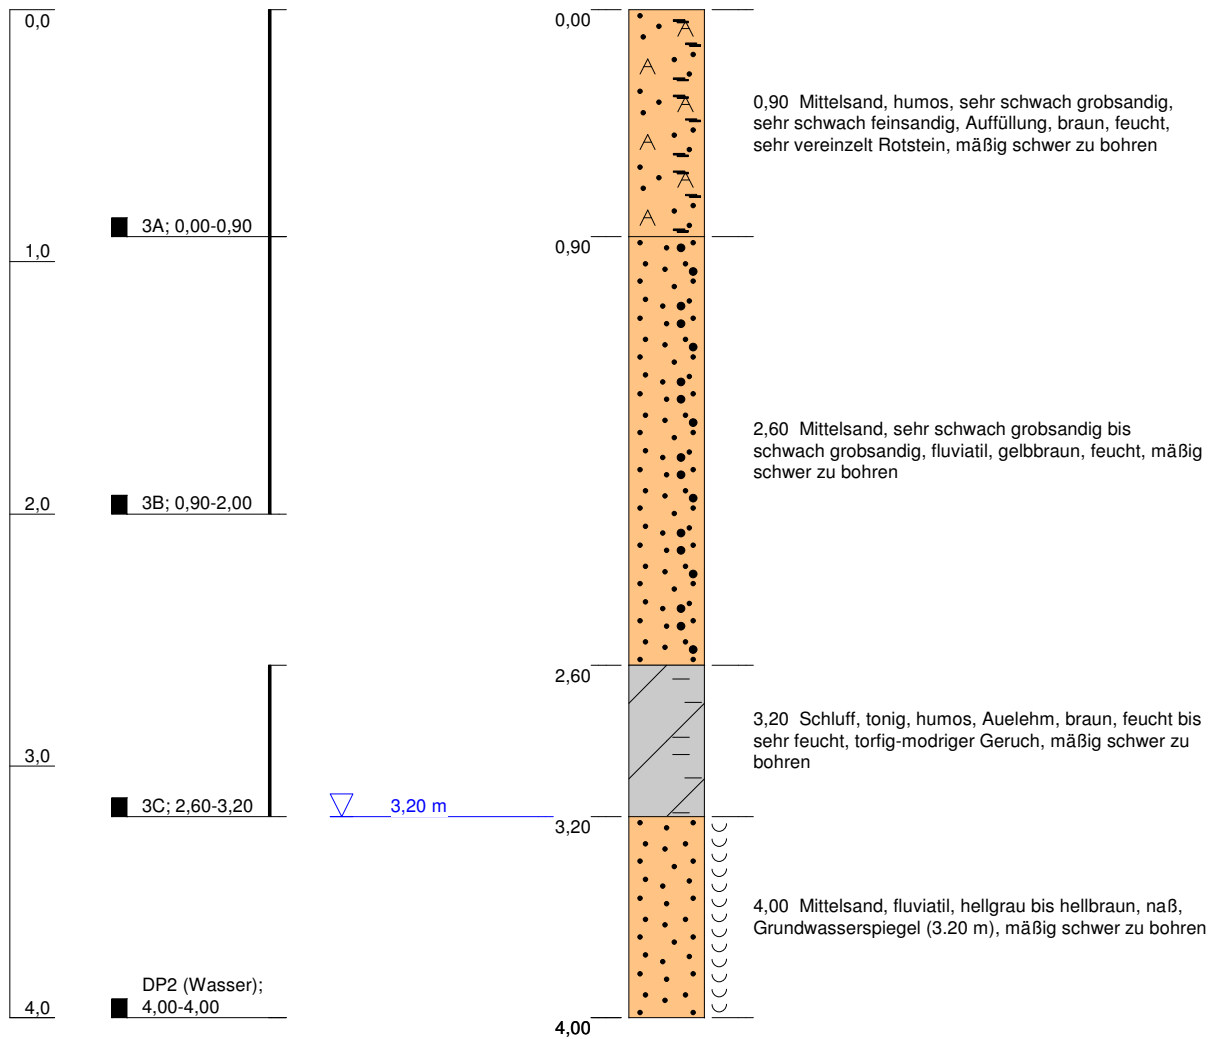 0,0
0,00
0,90 Mittelsand, humos, sehr schwach grobsandig,
sehr schwach feinsandig, Auffüllung, braun, feucht,
sehr vereinzelt Rotstein, mäßig schwer zu bohren
3A; 0,00-0,90
0,90
1,0
2,60 Mittelsand, sehr schwach grobsandig bis
schwach grobsandig, fluviatil, gelbbraun, feucht, mäßig
schwer zu bohren
2,0
3B; 0,90-2,00
2,60
3,20 Schluff, tonig, humos, Auelehm, braun, feucht bis
sehr feucht, torfig-modriger Geruch, mäßig schwer zu
bohren
3,0
3C; 2,60-3,20
3,20 m
3,20
4,00 Mittelsand, fluviatil, hellgrau bis hellbraun, naß,
Grundwasserspiegel (3.20 m), mäßig schwer zu bohren
DP2 (Wasser);
4,00-4,00
4,0
4,00